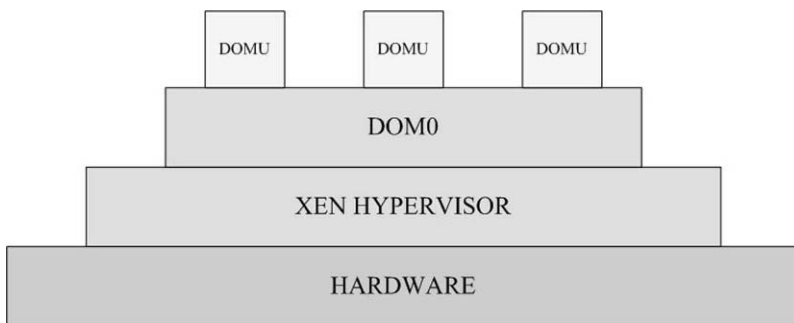 DOMU DOMU DOMU
DOM0
XEN HYPERVISOR
HARDWARE